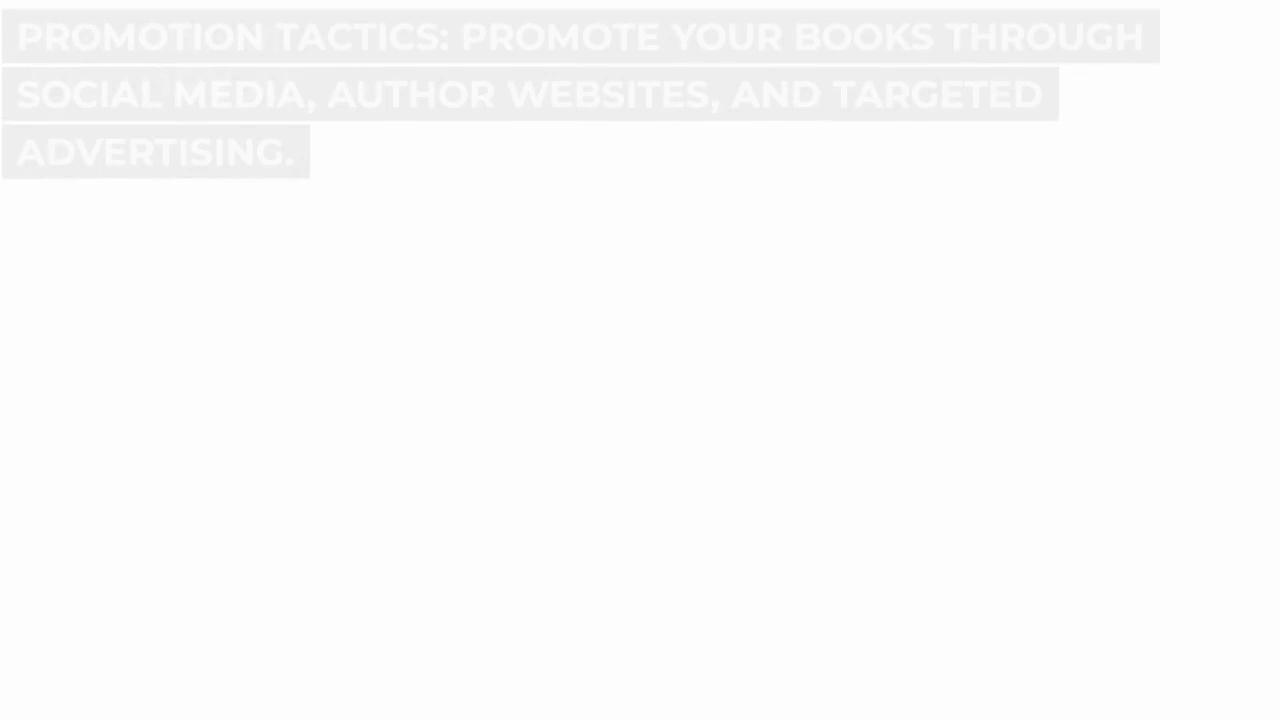 PROMOTION TACTICS: PROMOTE YOUR BOOKS THROUGH
SOCIAL MEDIA, AUTHOR WEBSITES, AND TARGETED
ADVERTISING.